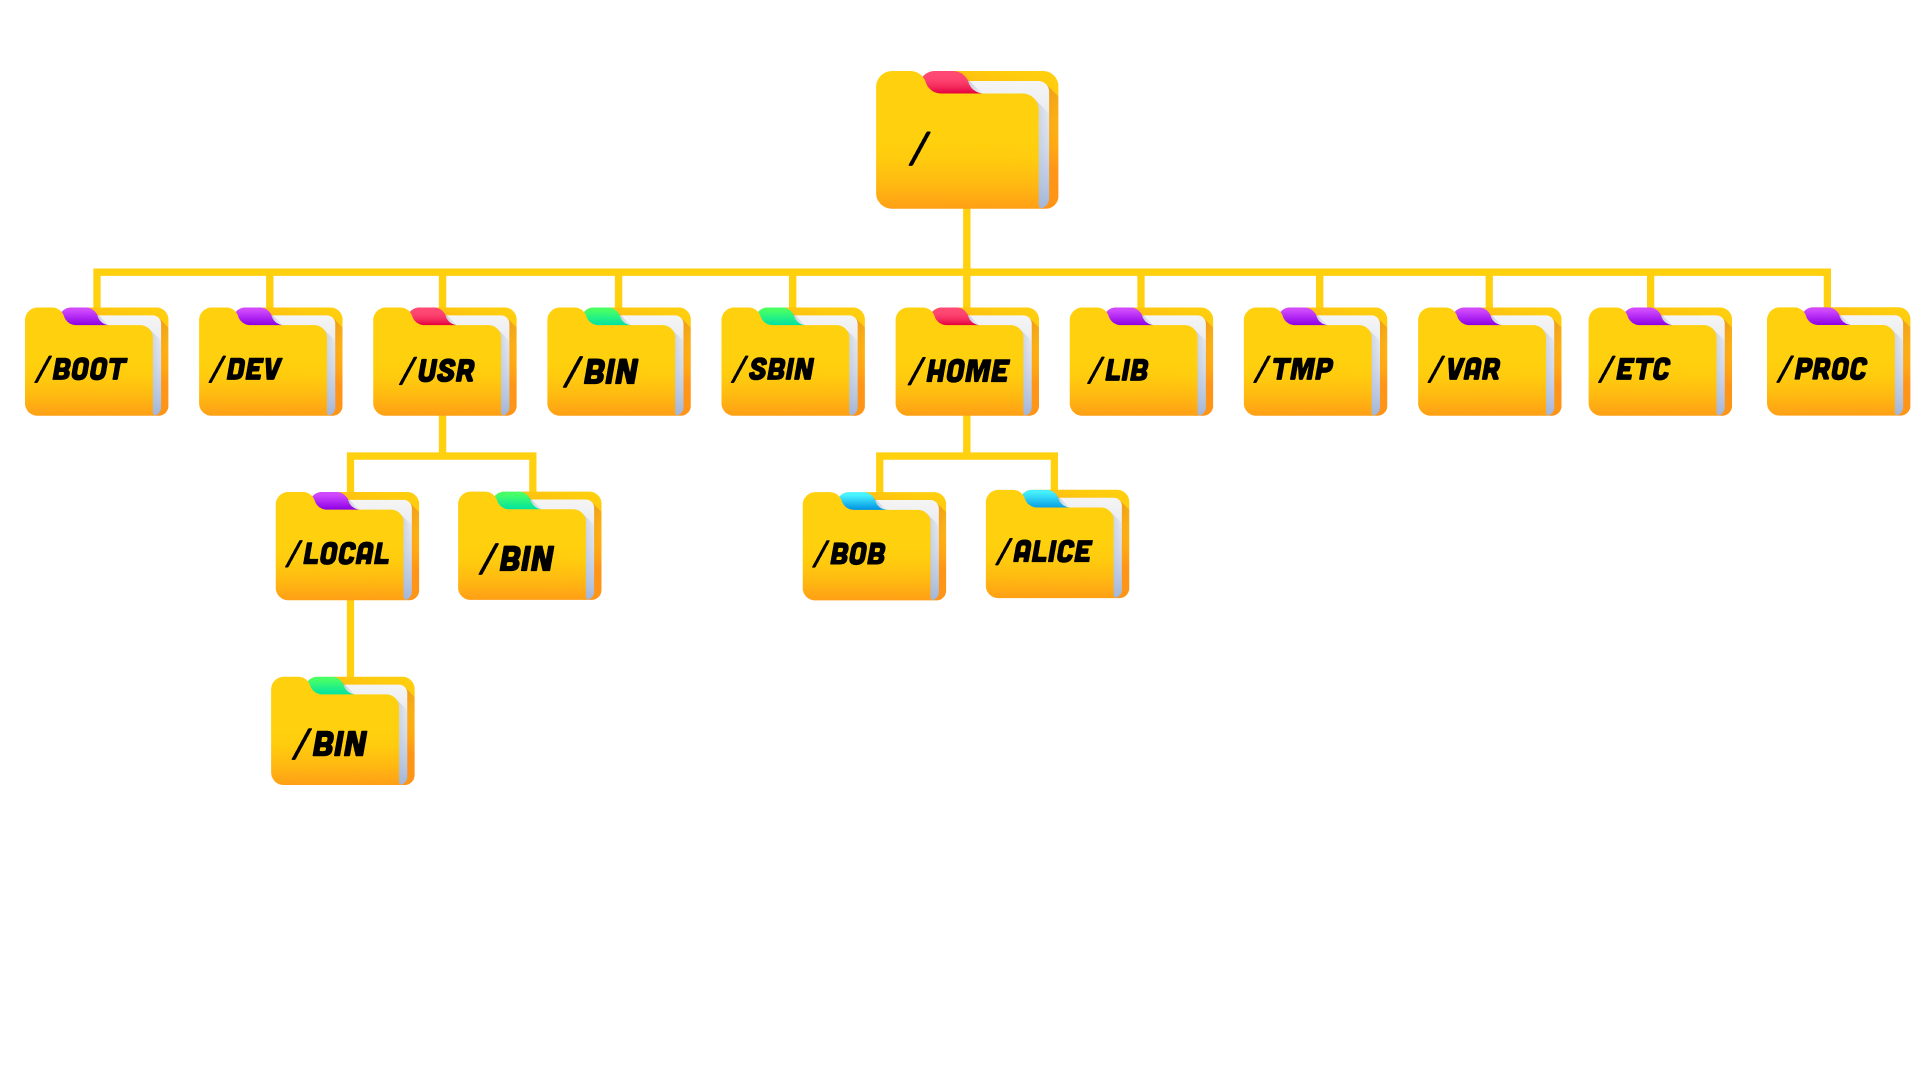 /
/BOOT
/DEV
/USR
/BIN
/SBIN
/HOME
/LIB
/TMP
/VAR
/ETC
/PROC
/LOCAL
/BIN
/BOB
/ALICE
/BIN